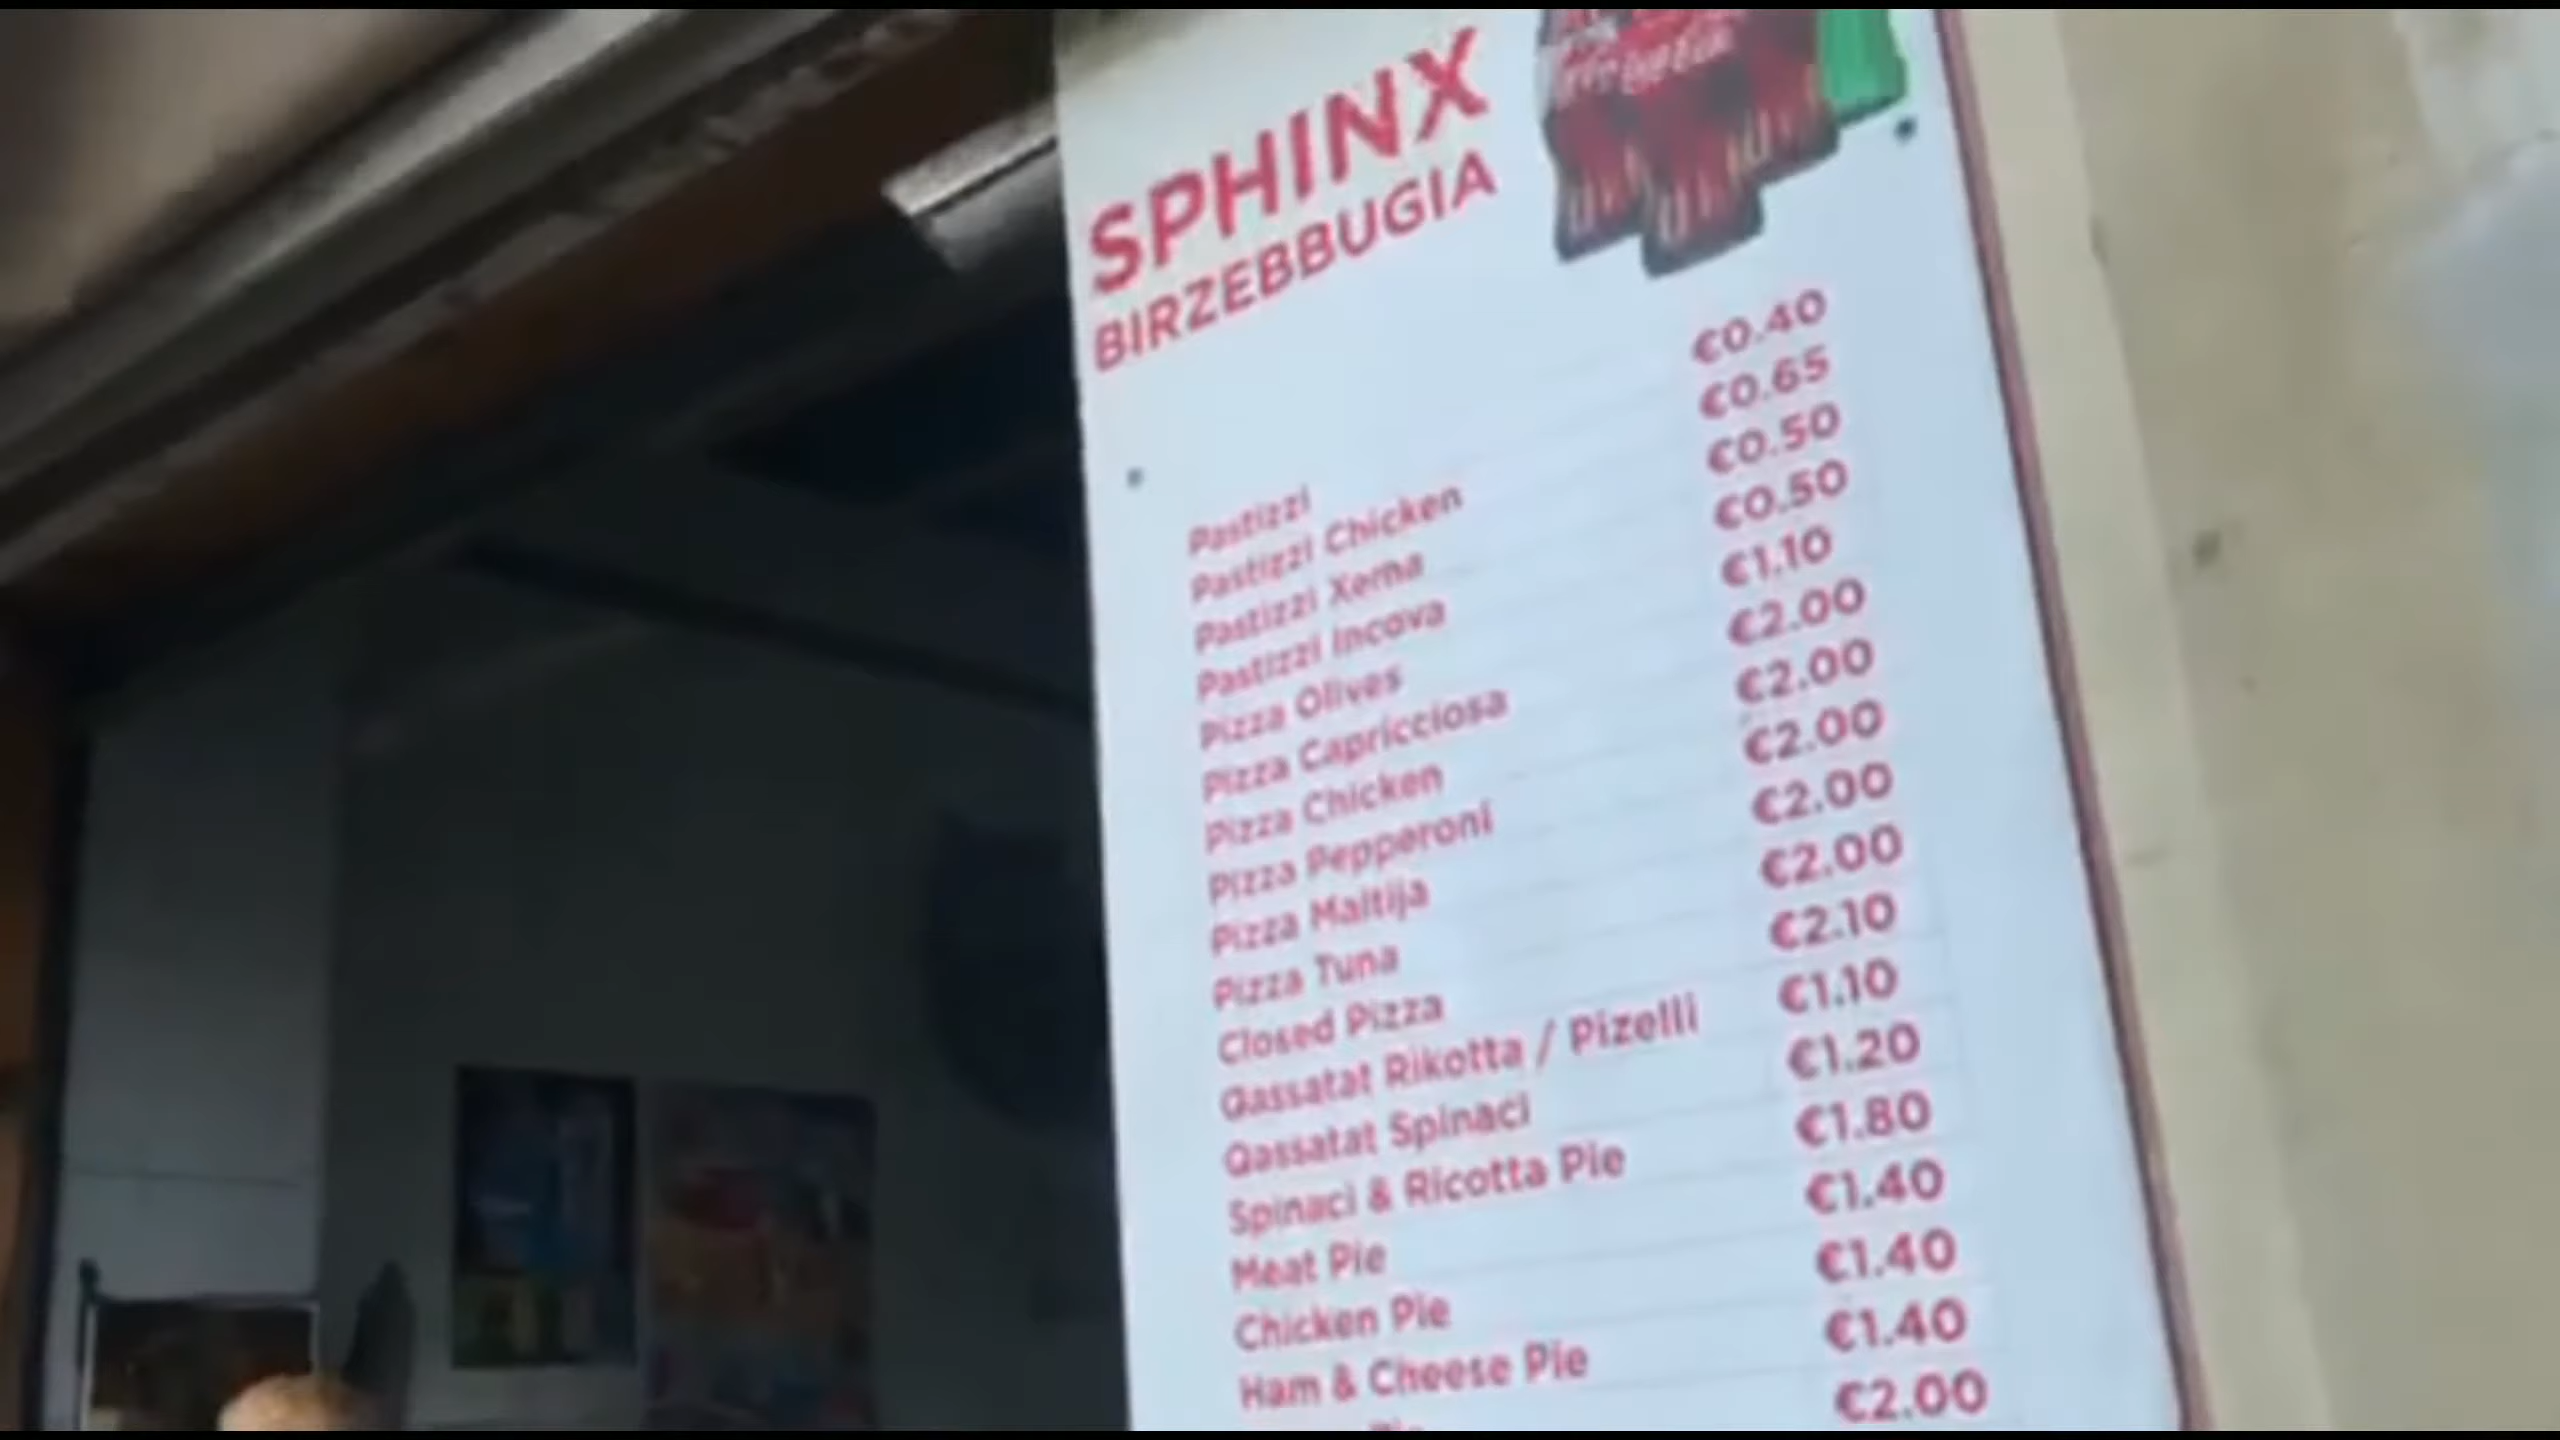 SPHINX
BIRZEBBUGIA
Pastizzi €0.40
Pastizzi Chicken €0.65
Pastizzi Xema €0.50
Pastizzi Incova €0.50
Pizza Olives €1.10
Pizza Capricciosa €2.00
Pizza Chicken €2.00
Pizza Pepperoni €2.00
Pizza Maltija €2.00
Pizza Tuna €2.00
Closed Pizza €2.10
Qassatat Rikotta / Pizelli €1.10
Qassatat Spinaci €1.20
Spinaci & Ricotta Pie €1.80
Meat Pie €1.40
Chicken Pie €1.40
Ham & Cheese Pie €1.40
€2.00